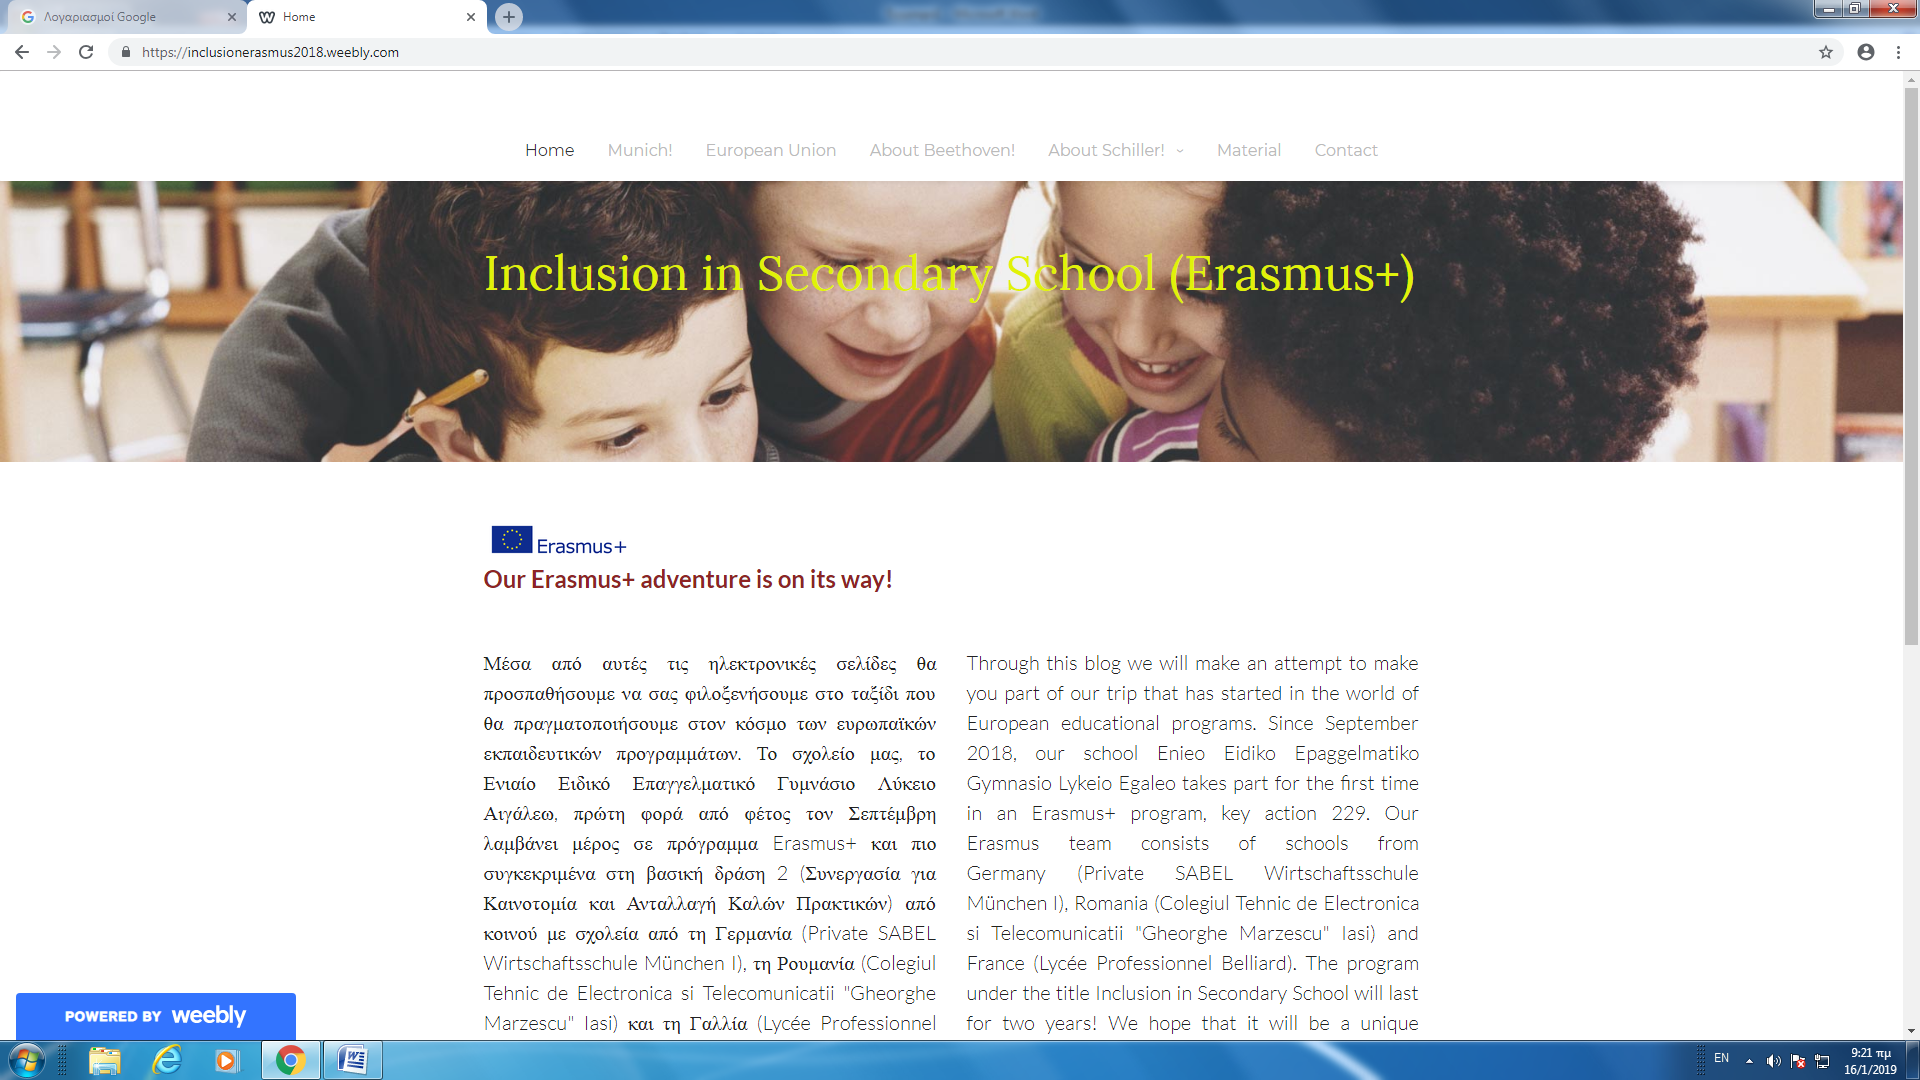 Λογαριασμοί Google
Home
https://inclusionerasmus2018.weebly.com
Home Munich! European Union About Beethoven! About Schiller! Material Contact
Inclusion in Secondary School (Erasmus+)
Erasmus+
Our Erasmus+ adventure is on its way!
Μέσα από αυτές τις ηλεκτρονικές σελίδες θα
προσπαθήσουμε να σας φιλοξενήσουμε στο ταξίδι που
θα πραγματοποιήσουμε στον κόσμο των ευρωπαϊκών
εκπαιδευτικών προγραμμάτων. Το σχολείο μας, το
Ενιαίο Ειδικό Επαγγελματικό Γυμνάσιο Λύκειο
Αιγάλεω, πρώτη φορά από φέτος τον Σεπτέμβρη
λαμβάνει μέρος σε πρόγραμμα Erasmus+ και πιο
συγκεκριμένα στη βασική δράση 2 (Συνεργασία για
Καινοτομία και Ανταλλαγή Καλών Πρακτικών) από
κοινού με σχολεία από τη Γερμανία (Private SABEL
Wirtschaftsschule München I), τη Ρουμανία (Colegiul
Tehnic de Electronica si Telecomunicatii "Gheorghe
Marzescu" Iasi) και τη Γαλλία (Lycée Professionnel
Through this blog we will make an attempt to make
you part of our trip that has started in the world of
European educational programs. Since September
2018, our school Enieo Eidiko Epaggelmatiko
Gymnasio Lykeio Egaleo takes part for the first time
in an Erasmus+ program, key action 229. Our
Erasmus team consists of schools from
Germany (Private SABEL Wirtschaftsschule
München I), Romania (Colegiul Tehnic de Electronica
si Telecomunicatii "Gheorghe Marzescu" Iasi) and
France (Lycée Professionnel Belliard). The program
under the title Inclusion in Secondary School will last
for two years! We hope that it will be a unique
POWERED BY weebly
EN
9:21 πμ
16/1/2019